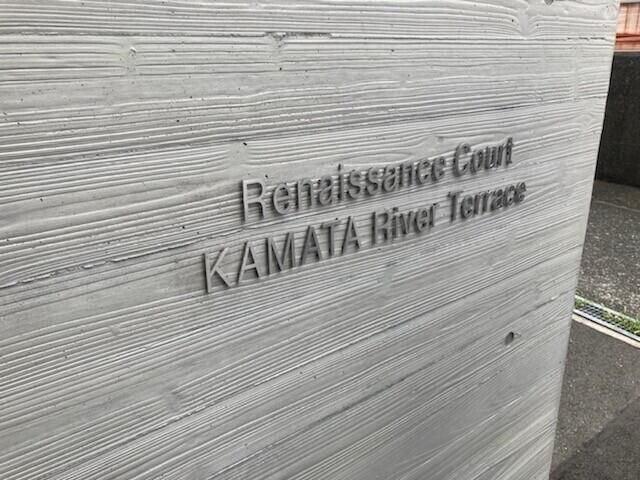 Renaissance Court
KAMATA River Terrace